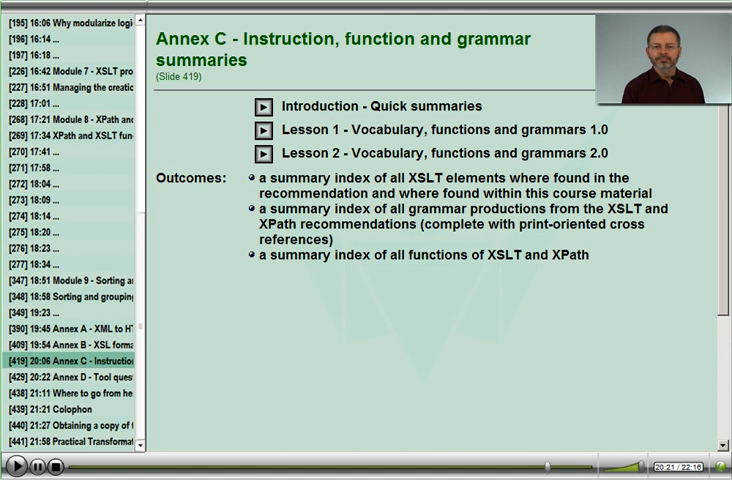 [195] 16:06 Why modularize logi
[196] 16:14 ...
[197] 16:18 ...
[226] 16:42 Module 7 - XSLT pro
[227] 16:51 Managing the creatio
[228] 17:01 ...
[268] 17:21 Module 8 - XPath and
[269] 17:34 XPath and XSLT fun
[270] 17:41 ...
[271] 17:58 ...
[272] 18:04 ...
[273] 18:09 ...
[274] 18:14 ...
[275] 18:20 ...
[276] 18:23 ...
[277] 18:34 ...
[347] 18:51 Module 9 - Sorting ar
[348] 18:58 Sorting and grouping
[349] 19:23 ...
[390] 19:45 Annex A - XML to HT
[409] 19:54 Annex B - XSL forma
[419] 20:06 Annex C - Instruction
[429] 20:22 Annex D - Tool ques
[438] 21:11 Where to go from he
[439] 21:21 Colophon
[440] 21:27 Obtaining a copy of t
[441] 21:58 Practical Transformat
Annex C - Instruction, function and grammar
summaries
(Slide 419)
Introduction - Quick summaries
Lesson 1 - Vocabulary, functions and grammars 1.0
Lesson 2 - Vocabulary, functions and grammars 2.0
Outcomes:
a summary index of all XSLT elements where found in the
recommendation and where found within this course material
a summary index of all grammar productions from the XSLT and
XPath recommendations (complete with print-oriented cross
references)
a summary index of all functions of XSLT and XPath
20:21 / 22:16